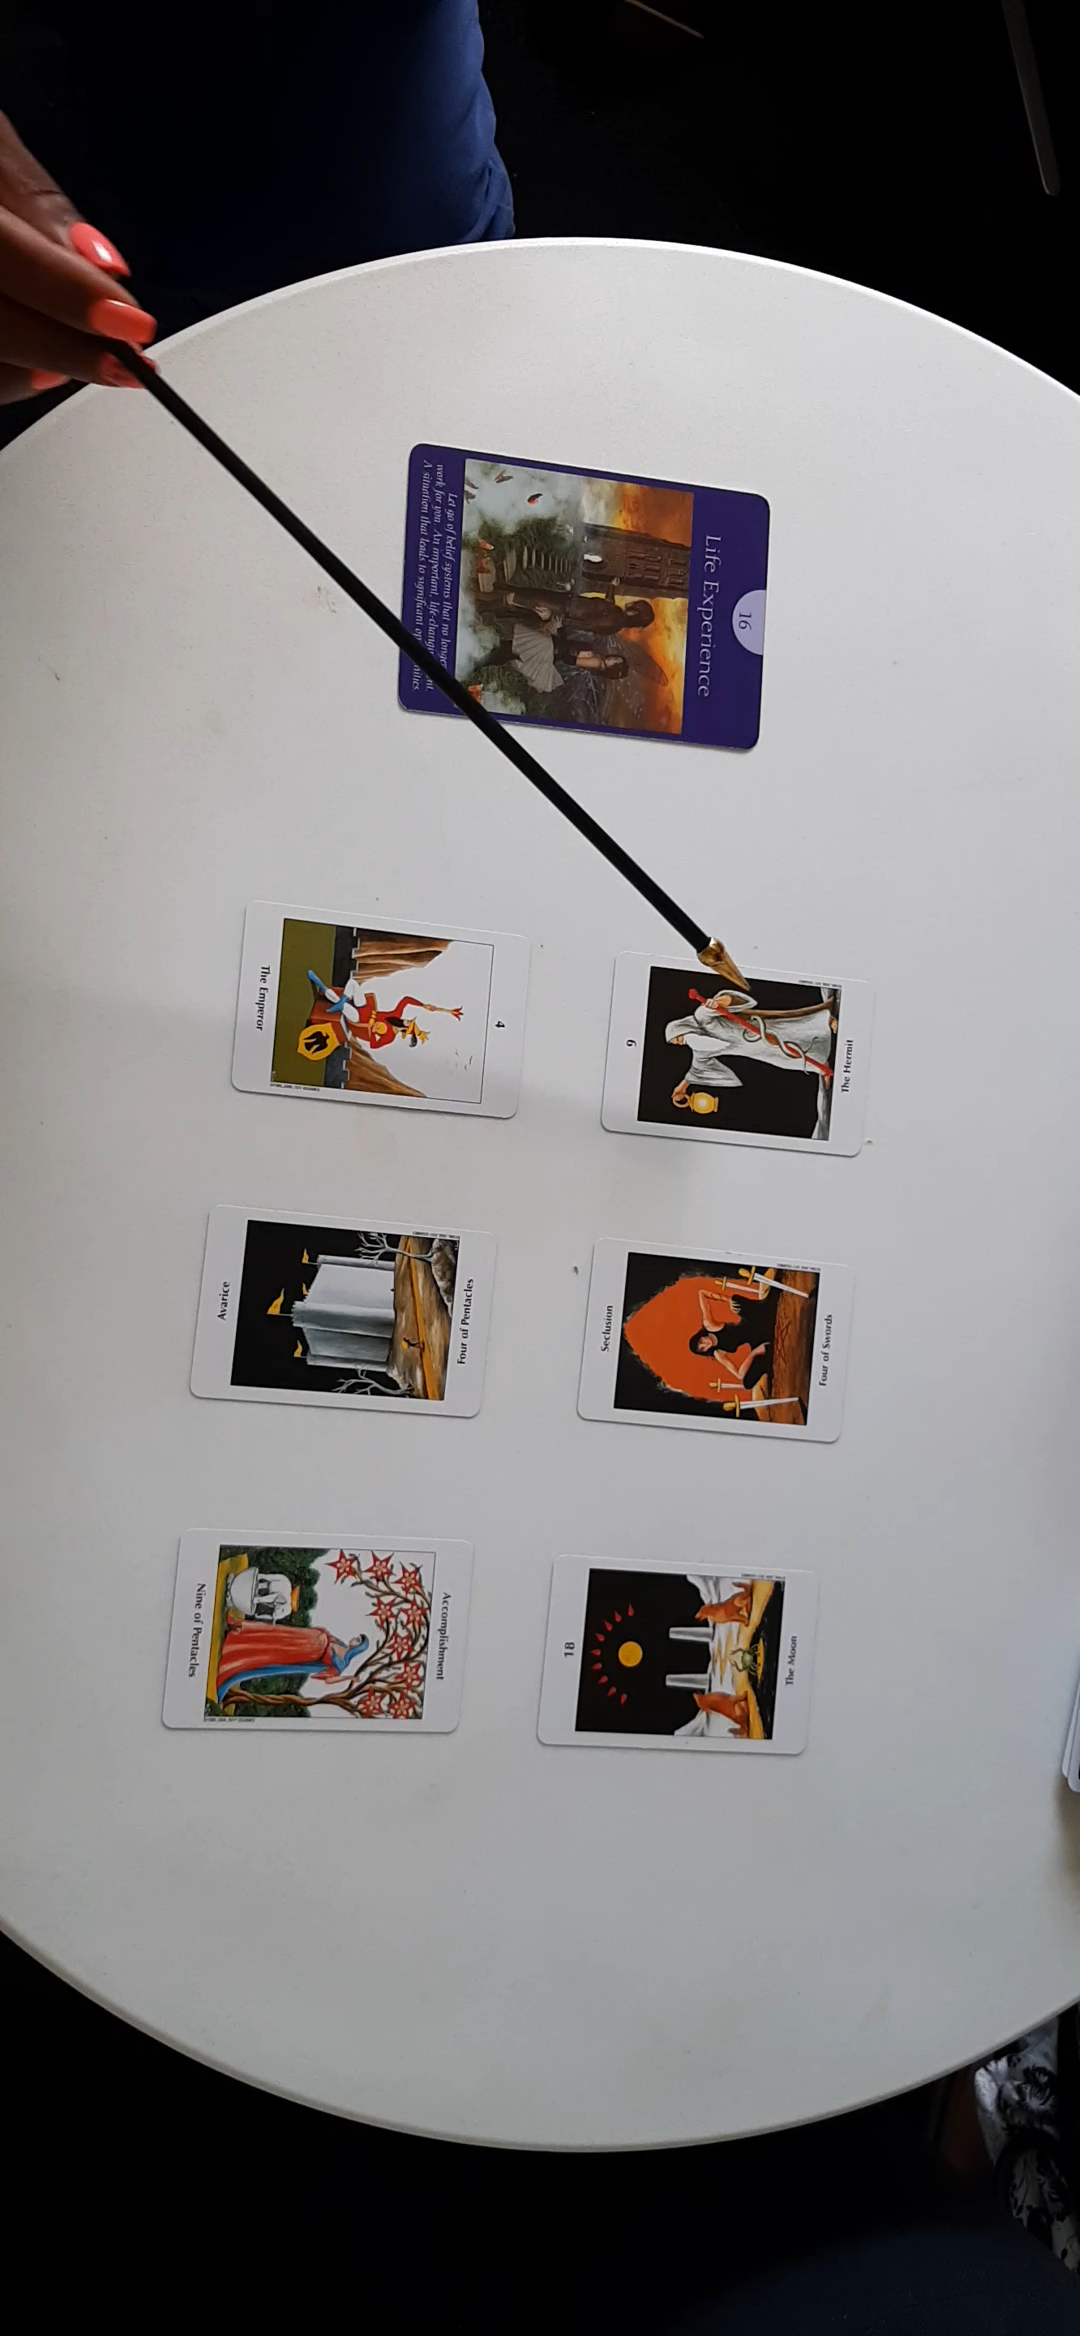 16
Life Experience
Let go of belief systems that no longer
work for you. An important, life-changing
A situation that leads to significant
4
The Emperor
9
The Hermit
Avarice
Four of Pentacles
Seclusion
Four of Swords
Accomplishment
Nine of Pentacles
18
The Moon